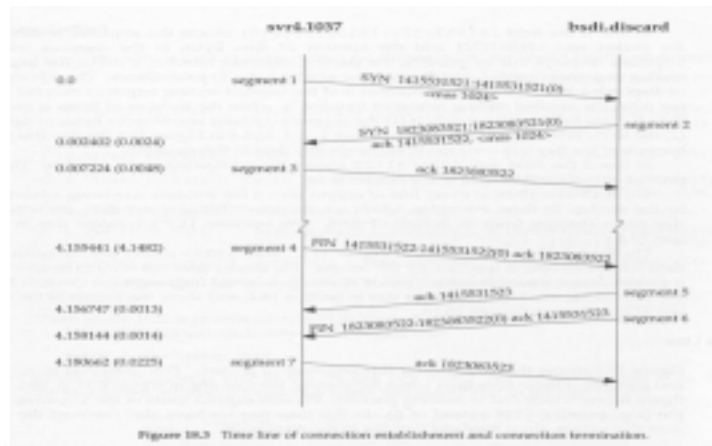 svr4.1037 bsdi.discard
0.0 segment 1 SYN 1415531521:1415531521(0)
<mss 1024>
SYN 1823083521:1823083521(0) segment 2
0.002402 (0.0024) ack 1415531522, <mss 1024>
0.007224 (0.0048) segment 3 ack 1823083522
4.155441 (4.1482) segment 4 FIN 1415531522:1415531522(0) ack 1823083522
ack 1415531523 segment 5
4.156747 (0.0013)
FIN 1823083522:1823083522(0) ack 1415531523 segment 6
4.158144 (0.0014)
4.180662 (0.0225) segment 7 ack 1823083523
Figure 18.3 Time line of connection establishment and connection termination.